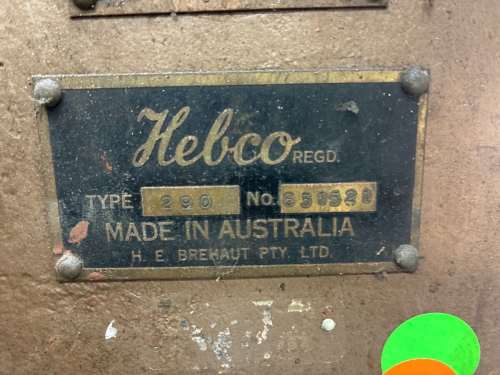 Hebco REGD.
TYPE 290 No.
MADE IN AUSTRALIA
H. E. BREHAUT PTY. LTD.